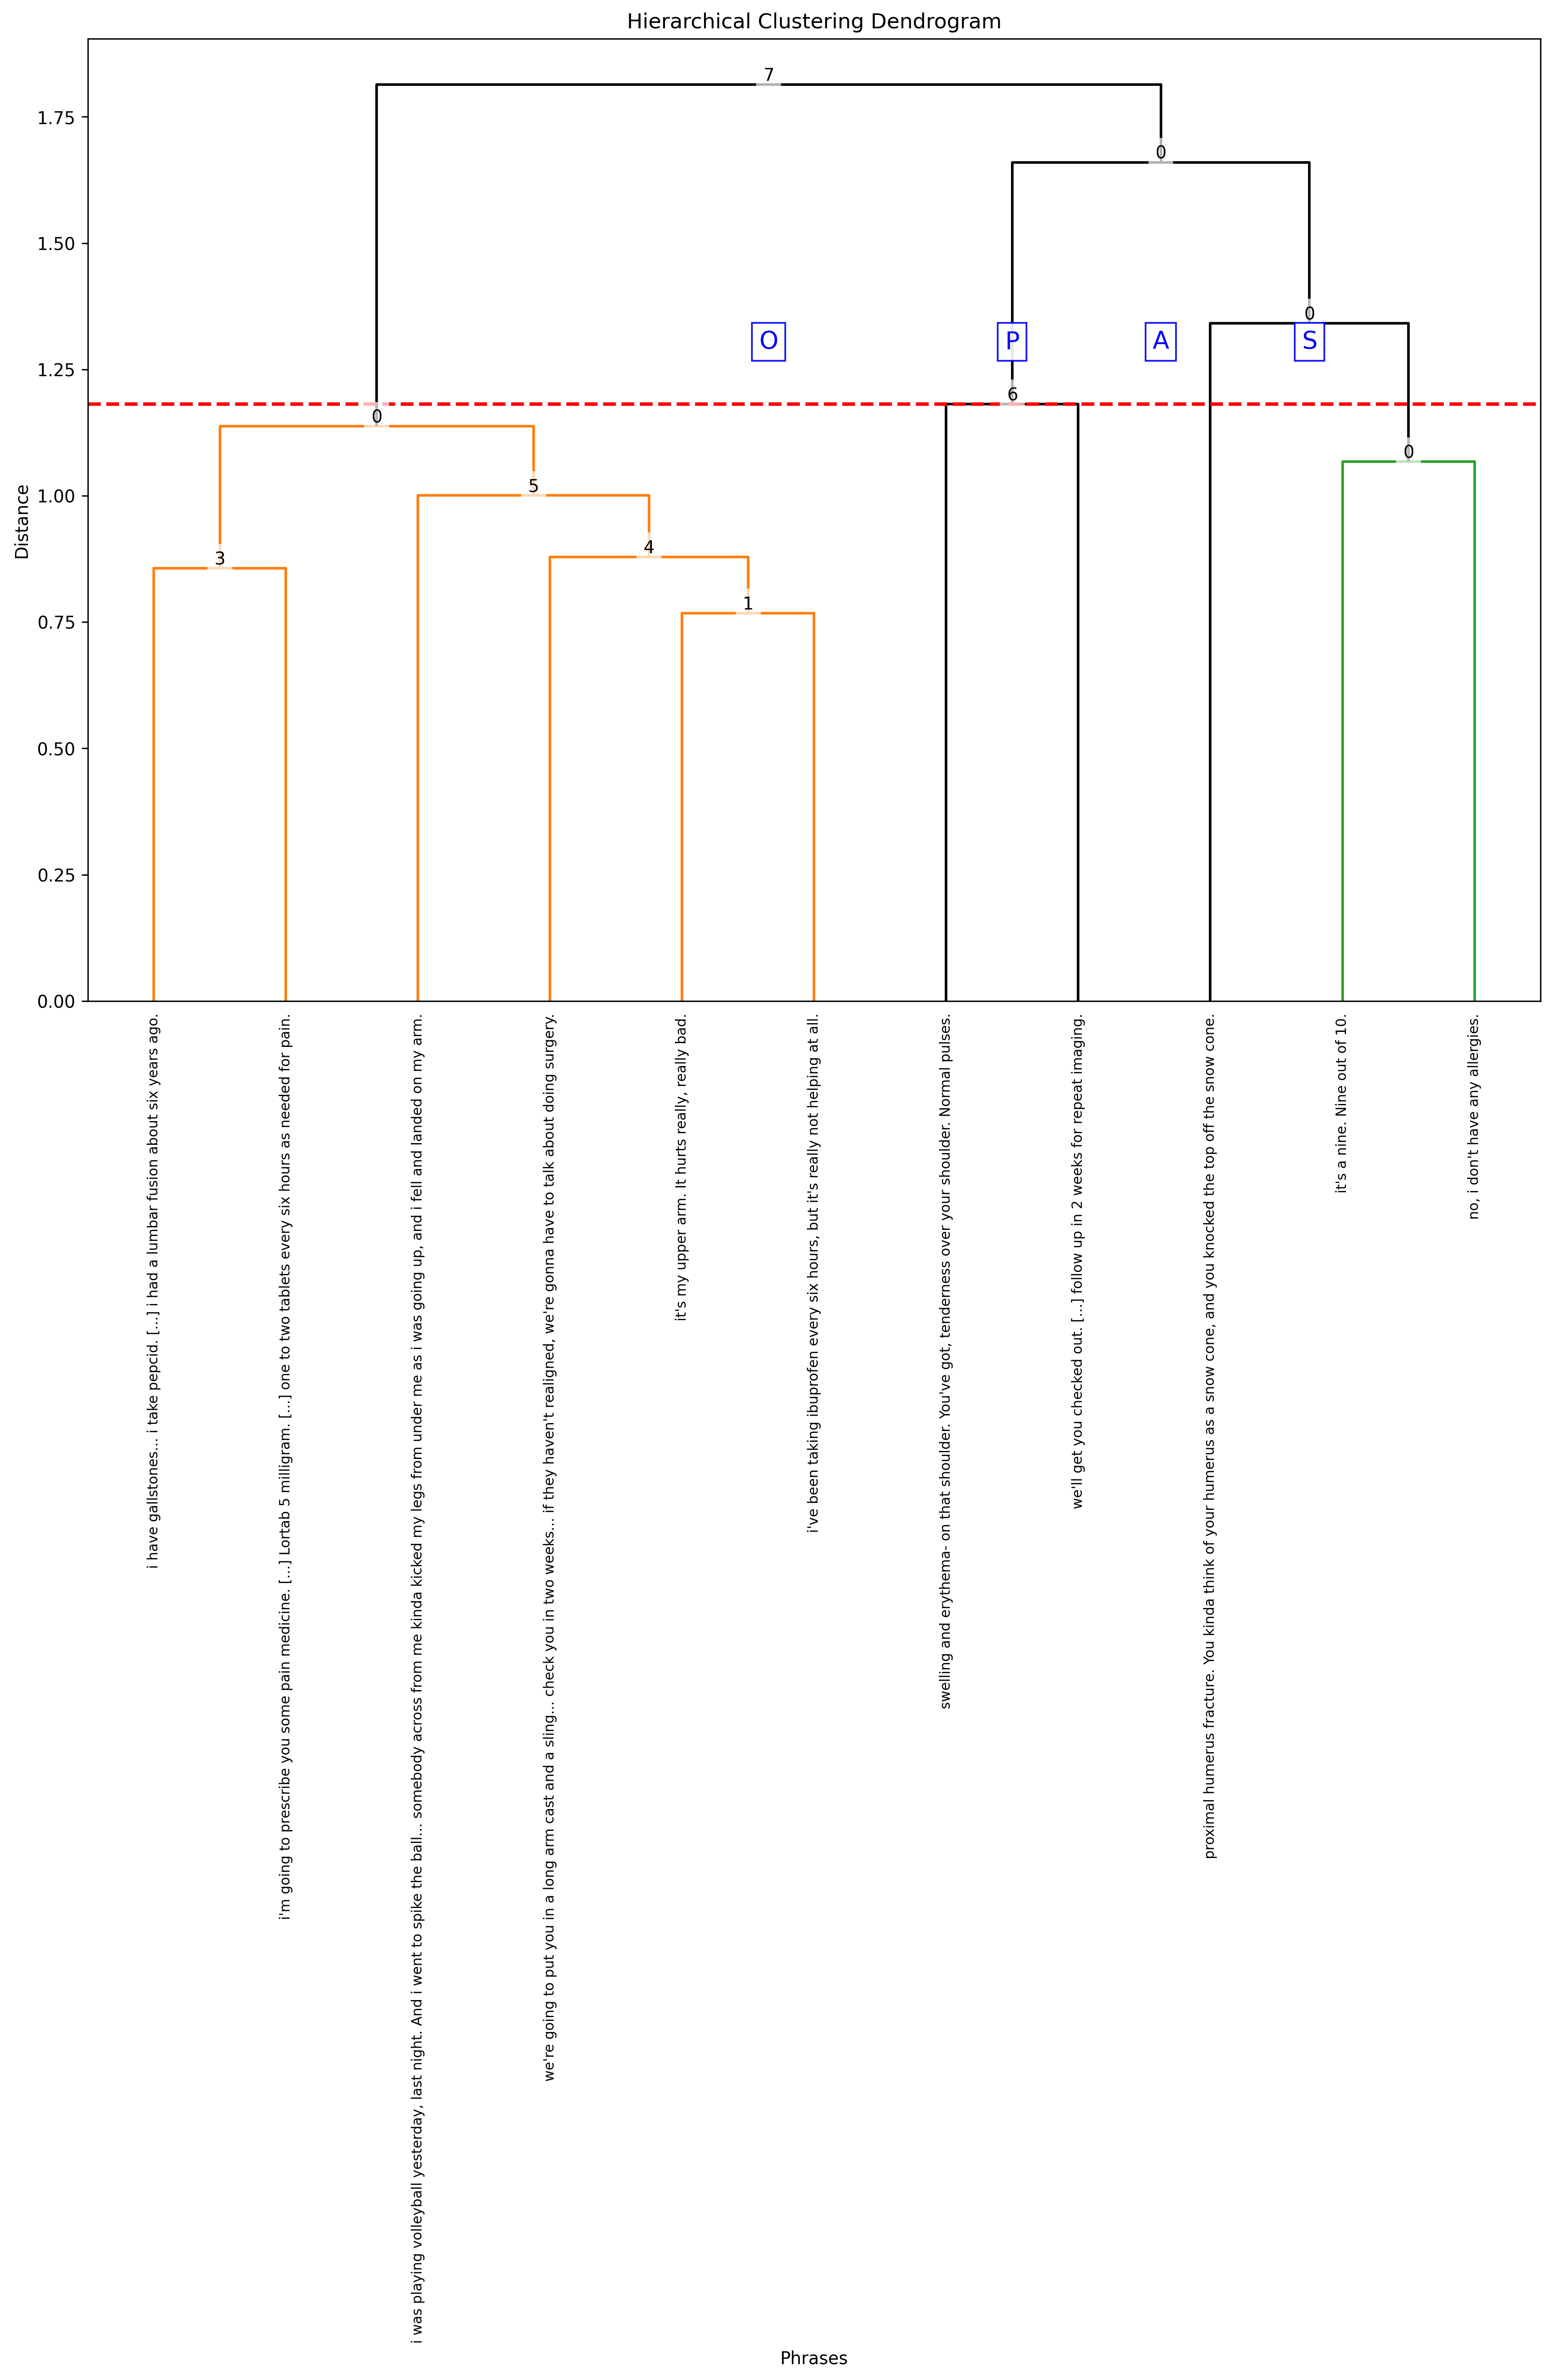 Hierarchical Clustering Dendrogram
7
1.75
0
1.50
0
O
P
A
S
1.25
6
0
0
1.00
5
4
3
0.75
1
Distance
0.50
0.25
0.00
i have gallstones... i take pepcid. [...] i had a lumbar fusion about six years ago.
i'm going to prescribe you some pain medicine. [...] Lortab 5 milligram. [...] one to two tablets every six hours as needed for pain.
i was playing volleyball yesterday, last night. And i went to spike the ball... somebody across from me kinda kicked my legs from under me as i was going up, and i fell and landed on my arm.
we're going to put you in a long arm cast and a sling... check you in two weeks... if they haven't realigned, we're gonna have to talk about doing surgery.
it's my upper arm. It hurts really, really bad.
i've been taking ibuprofen every six hours, but it's really not helping at all.
swelling and erythema- on that shoulder. You've got, tenderness over your shoulder. Normal pulses.
we'll get you checked out. [...] follow up in 2 weeks for repeat imaging.
proximal humerus fracture. You kinda think of your humerus as a snow cone, and you knocked the top off the snow cone.
it's a nine. Nine out of 10.
no, i don't have any allergies.
Phrases